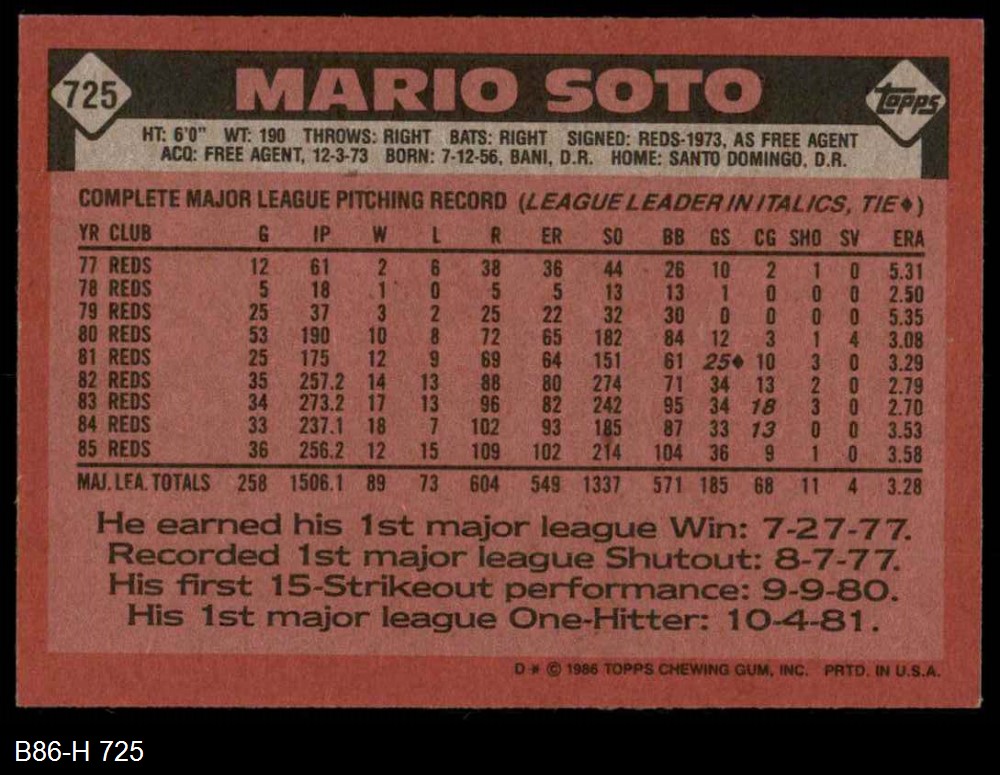 725
MARIO SOTO
Topps
HT: 6'0" WT: 190 THROWS: RIGHT BATS: RIGHT SIGNED: REDS-1973, AS FREE AGENT
ACQ: FREE AGENT, 12-3-73 BORN: 7-12-56, BANI, D.R. HOME: SANTO DOMINGO, D.R.
COMPLETE MAJOR LEAGUE PITCHING RECORD (LEAGUE LEADER IN ITALICS, TIE♦)
YR CLUB G IP W L R ER SO BB GS CG SHO SV ERA
77 REDS 12 61 2 6 38 36 44 26 10 2 1 0 5.31
78 REDS 5 18 1 0 5 5 13 13 1 0 0 0 2.50
79 REDS 25 37 3 2 25 22 32 30 0 0 0 0 5.35
80 REDS 53 190 10 8 72 65 182 84 12 3 1 4 3.08
81 REDS 25 175 12 9 69 64 151 61 25♦ 10 3 0 3.29
82 REDS 35 257.2 14 13 88 80 274 71 34 13 2 0 2.79
83 REDS 34 273.2 17 13 96 82 242 95 34 18 3 0 2.70
84 REDS 33 237.1 18 7 102 93 185 87 33 13 0 0 3.53
85 REDS 36 256.2 12 15 109 102 214 104 36 9 1 0 3.58
MAJ. LEA. TOTALS 258 1506.1 89 73 604 549 1337 571 185 68 11 4 3.28
He earned his 1st major league Win: 7-27-77.
Recorded 1st major league Shutout: 8-7-77.
His first 15-Strikeout performance: 9-9-80.
His 1st major league One-Hitter: 10-4-81.
D * © 1986 TOPPS CHEWING GUM, INC. PRTD. IN U.S.A.
B86-H 725